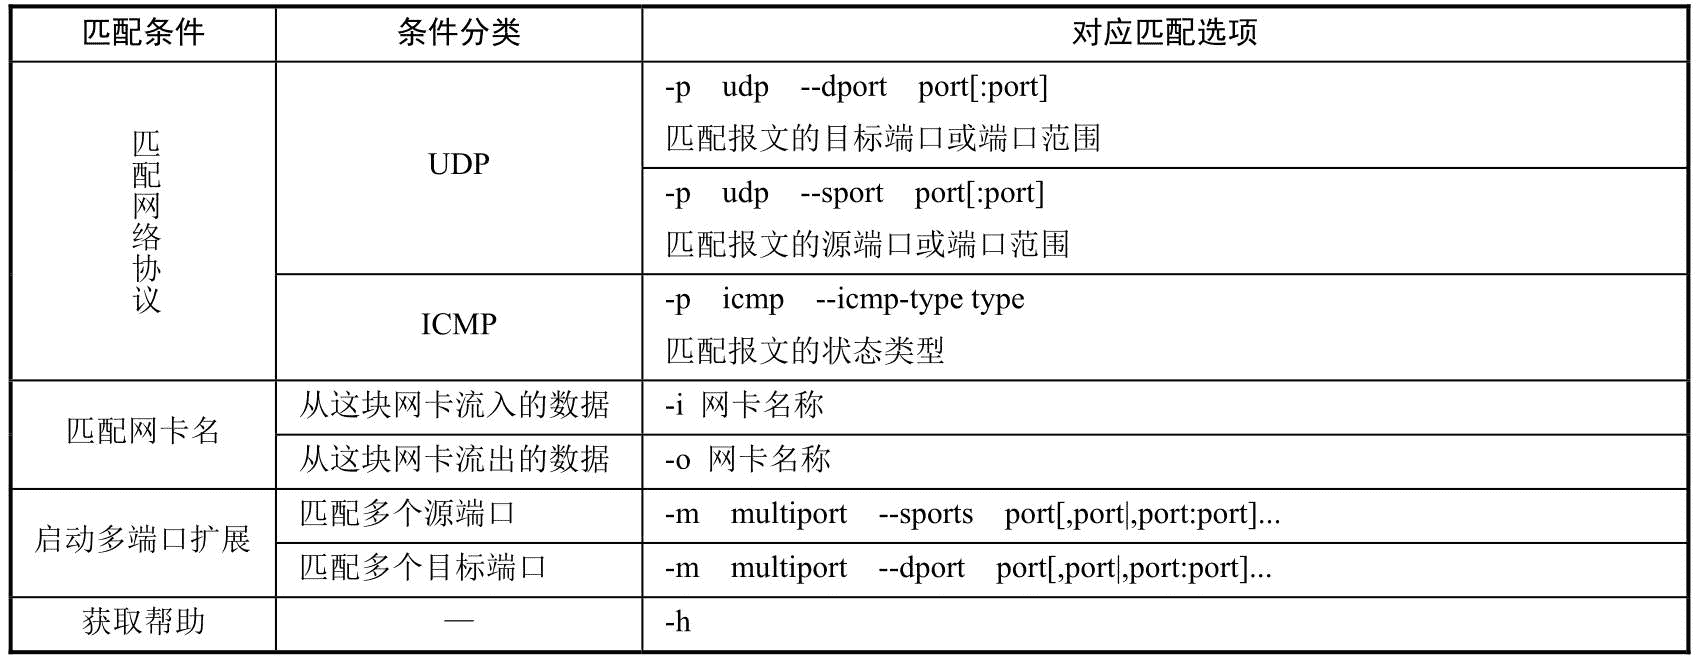 匹配条件 条件分类 对应匹配选项
匹配网络协议 UDP -p udp --dport port[:port]
匹配报文的目标端口或端口范围
-p udp --sport port[:port]
匹配报文的源端口或端口范围
ICMP -p icmp --icmp-type type
匹配报文的状态类型
匹配网卡名 从这块网卡流入的数据 -i 网卡名称
从这块网卡流出的数据 -o 网卡名称
启动多端口扩展 匹配多个源端口 -m multiport --sports port[,port|,port:port]...
匹配多个目标端口 -m multiport --dport port[,port|,port:port]...
获取帮助 — -h